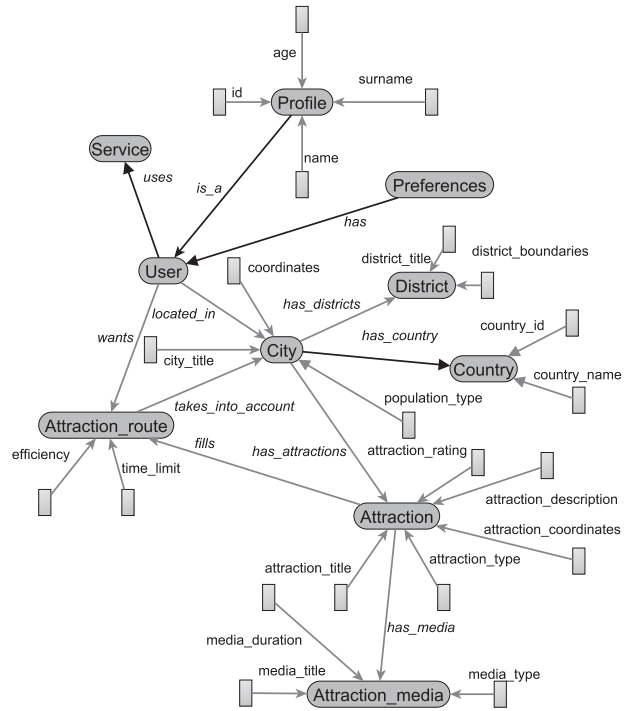 age
surname
id
Profile
Service
name
uses
is_a
Preferences
has
district_title
district_boundaries
User
coordinates
District
located_in
has_districts
country_id
wants
has_country
City
city_title
Country
country_name
takes_into_account
population_type
Attraction_route
efficiency
time_limit
fills
has_attractions
attraction_rating
attraction_description
Attraction
attraction_coordinates
attraction_title
attraction_type
has_media
media_duration
media_title
media_type
Attraction_media